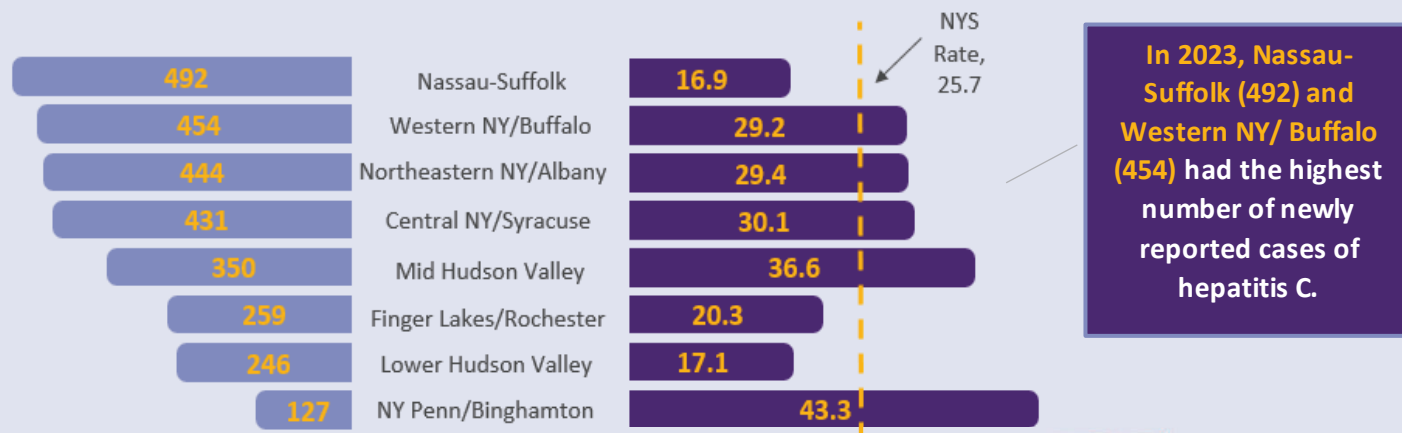 NYS
Rate,
25.7
492 Nassau-Suffolk 16.9
454 Western NY/Buffalo 29.2
444 Northeastern NY/Albany 29.4
431 Central NY/Syracuse 30.1
350 Mid Hudson Valley 36.6
259 Finger Lakes/Rochester 20.3
246 Lower Hudson Valley 17.1
127 NY Penn/Binghamton 43.3
In 2023, Nassau-
Suffolk (492) and
Western NY/ Buffalo
(454) had the highest
number of newly
reported cases of
hepatitis C.